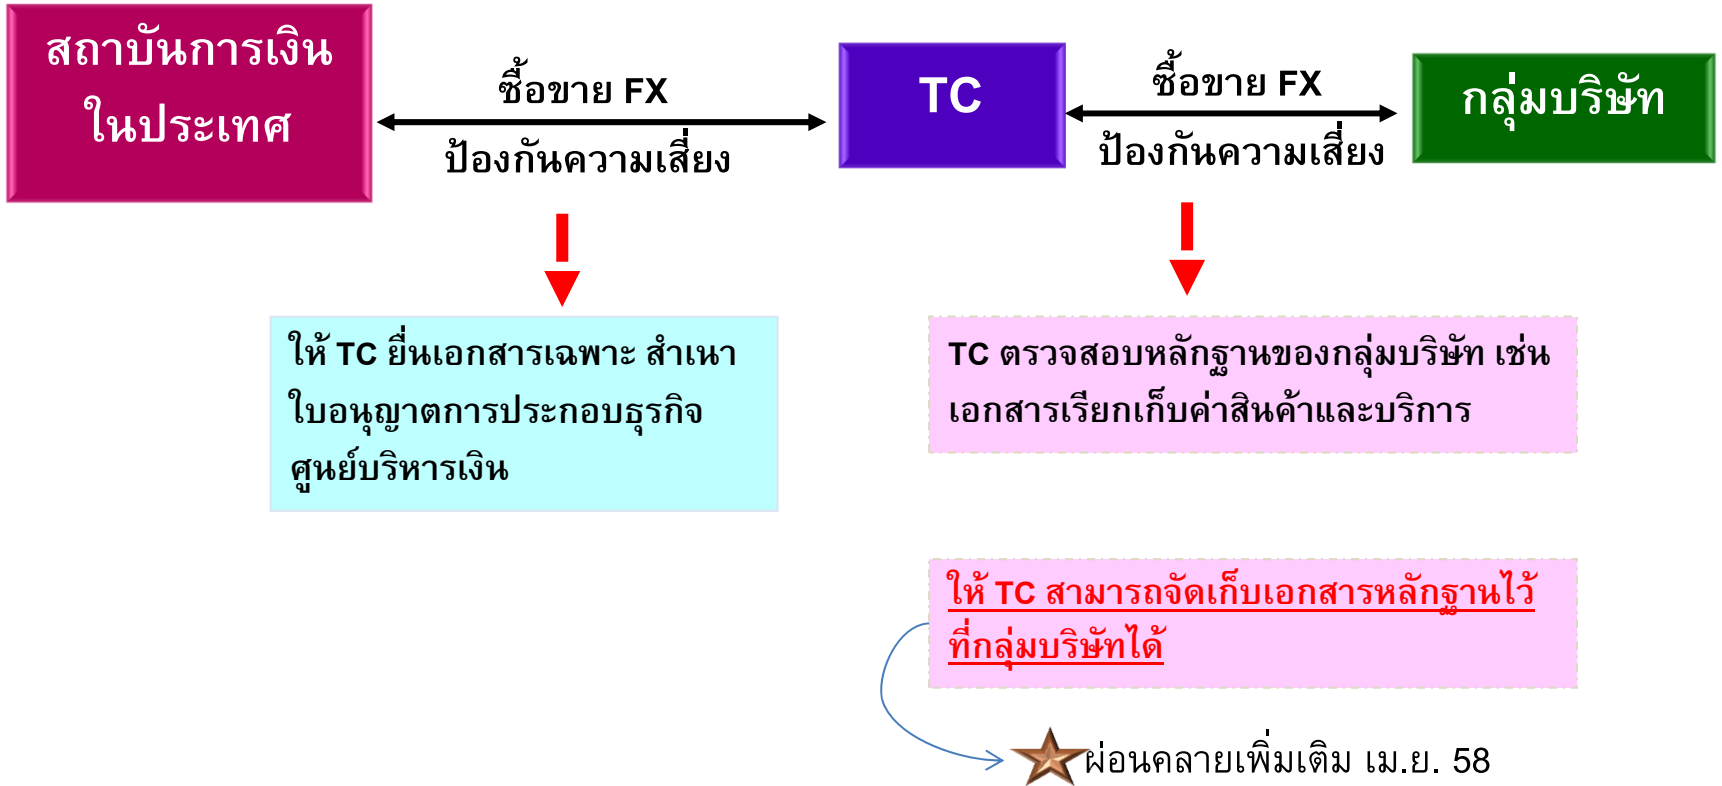 สถาบันการเงิน
ในประเทศ
ซื้อขาย FX
ป้องกันความเสี่ยง
TC
ซื้อขาย FX
ป้องกันความเสี่ยง
กลุ่มบริษัท
ให้ TC ยื่นเอกสารเฉพาะ สำเนา
ใบอนุญาตการประกอบธุรกิจ
ศูนย์บริหารเงิน
TC ตรวจสอบหลักฐานของกลุ่มบริษัท เช่น
เอกสารเรียกเก็บค่าสินค้าและบริการ
ให้ TC สามารถจัดเก็บเอกสารหลักฐานไว้
ที่กลุ่มบริษัทได้
ผ่อนคลายเพิ่มเติม เม.ย. 58